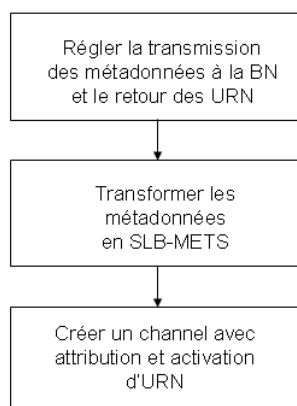 Régler la transmission
des métadonnées à la BN
et le retour des URN
Transformer les
métadonnées
en SLB-METS
Créer un channel avec
attribution et activation
d'URN